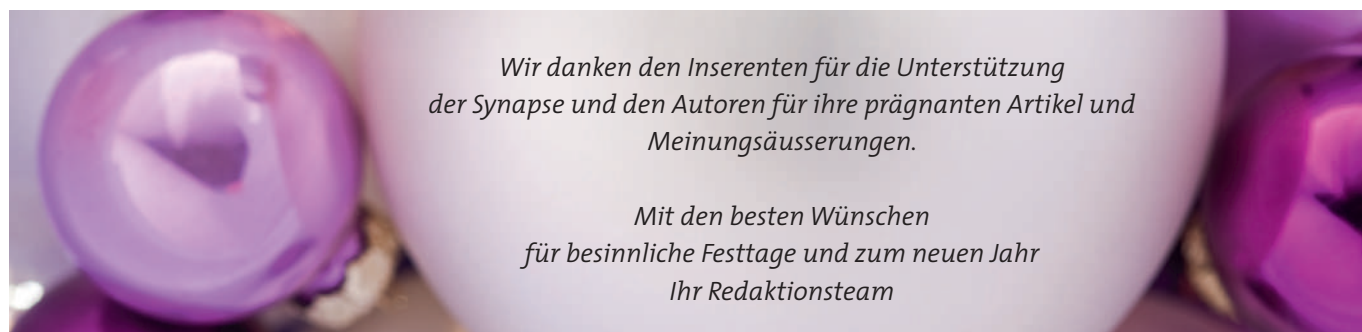 Wir danken den Inserenten für die Unterstützung
der Synapse und den Autoren für ihre prägnanten Artikel und
Meinungsäusserungen.
Mit den besten Wünschen
für besinnliche Festtage und zum neuen Jahr
Ihr Redaktionsteam